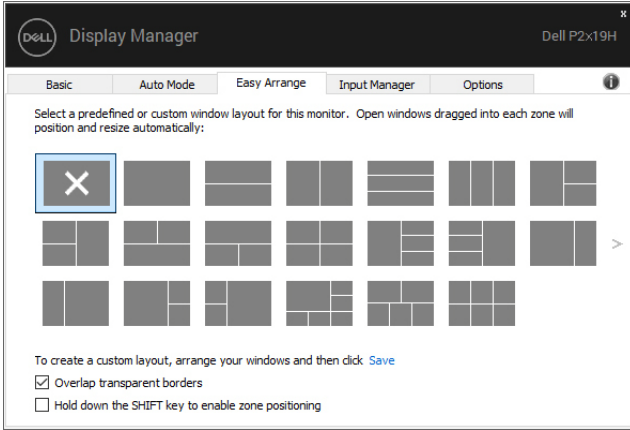 x
DELL Display Manager Dell P2x19H
Basic Auto Mode Easy Arrange Input Manager Options i
Select a predefined or custom window layout for this monitor. Open windows dragged into each zone will
position and resize automatically:
To create a custom layout, arrange your windows and then click Save
Overlap transparent borders
Hold down the SHIFT key to enable zone positioning